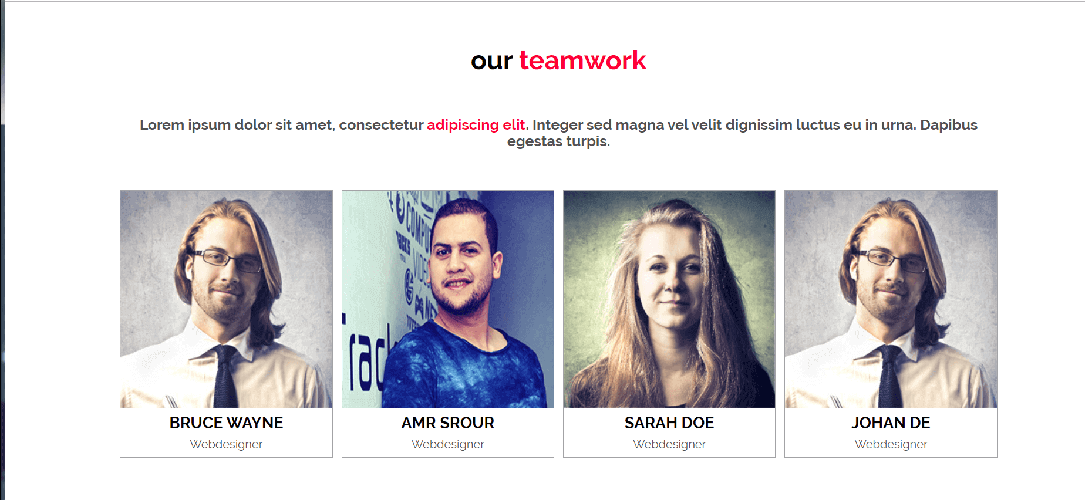 our teamwork
Lorem ipsum dolor sit amet, consectetur adipiscing elit. Integer sed magna vel velit dignissim luctus eu in urna. Dapibus
egestas turpis.
Trac
BRUCE WAYNE
AMR SROUR
SARAH DOE
JOHAN DE
Webdesigner
Webdesigner
Webdesigner
Webdesigner